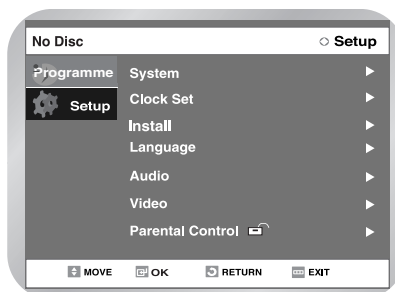 No Disc
Setup
Programme
System
Setup
Clock Set
Install
Language
Audio
Video
Parental Control
MOVE OK RETURN EXIT